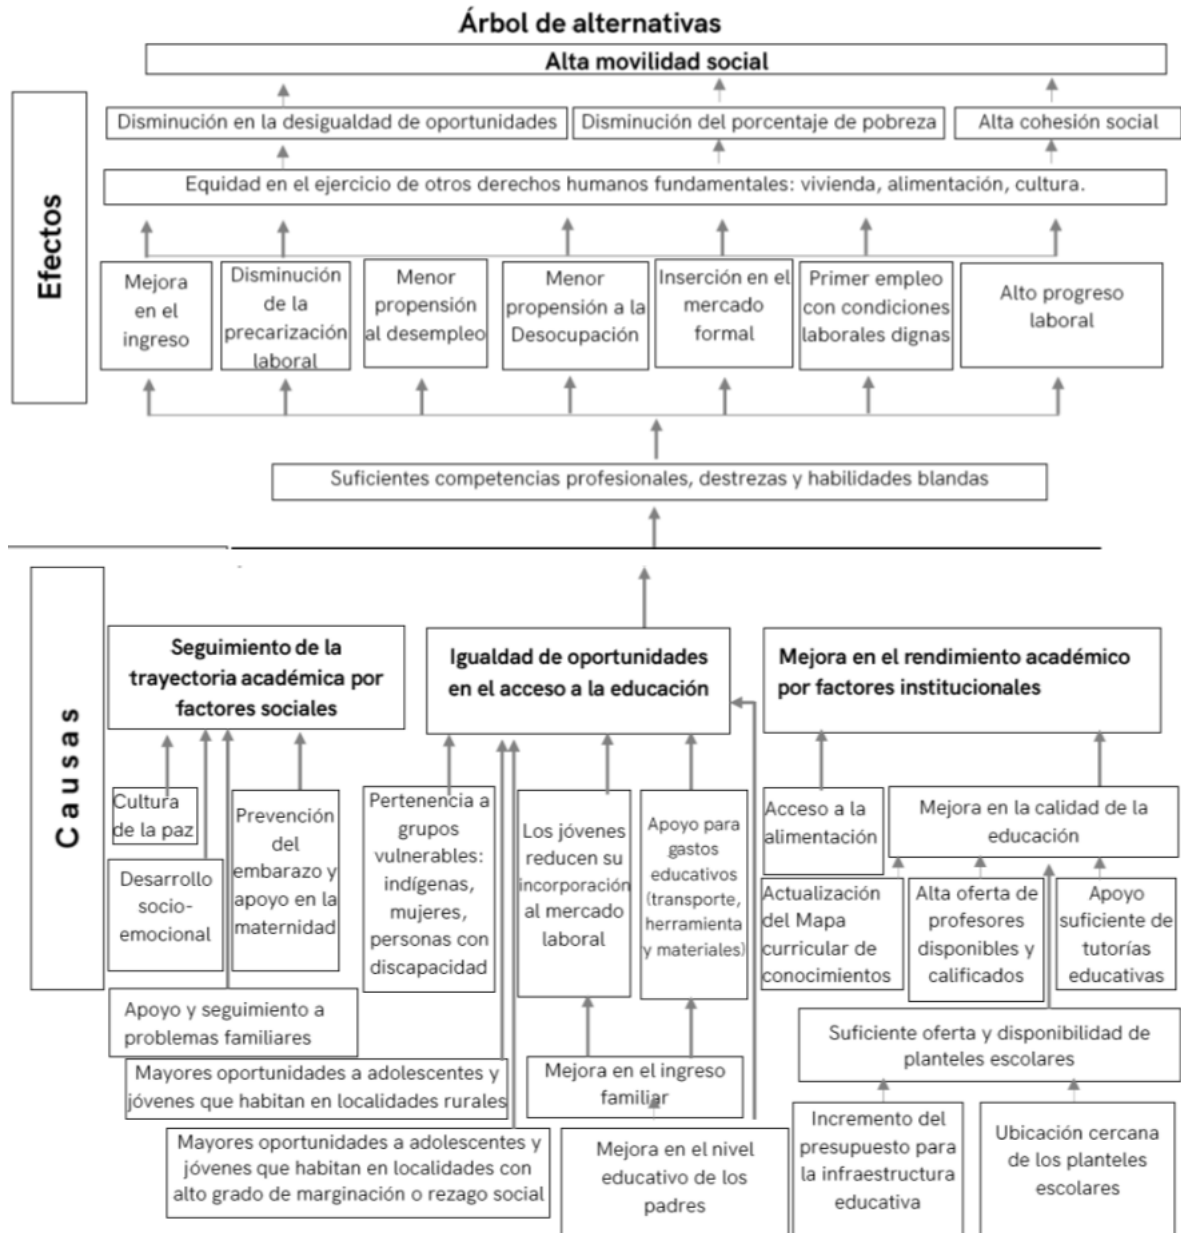 Árbol de alternativas
Alta movilidad social
Efectos
Disminución en la desigualdad de oportunidades
Disminución del porcentaje de pobreza
Alta cohesión social
Equidad en el ejercicio de otros derechos humanos fundamentales: vivienda, alimentación, cultura.
Mejora
en el
ingreso
Disminución
de la
precarización
laboral
Menor
propensión
al desempleo
Menor
propensión a la
Desocupación
Inserción en el
mercado
formal
Primer empleo
con condiciones
laborales dignas
Alto progreso
laboral
Suficientes competencias profesionales, destrezas y habilidades blandas
Causas
Seguimiento de la
trayectoria académica por
factores sociales
Igualdad de oportunidades
en el acceso a la educación
Mejora en el rendimiento académico
por factores institucionales
Cultura
de la paz
Desarrollo
socio-
emocional
Prevención
del
embarazo y
apoyo en la
maternidad
Apoyo y seguimiento a
problemas familiares
Pertenencia a
grupos
vulnerables:
indígenas,
mujeres,
personas con
discapacidad
Los jóvenes
reducen su
incorporación
al mercado
laboral
Apoyo para
gastos
educativos
(transporte,
herramienta
y materiales)
Acceso a la
alimentación
Mejora en la calidad de la
educación
Actualización
del Mapa
curricular de
conocimientos
Alta oferta de
profesores
disponibles y
calificados
Apoyo
suficiente de
tutorías
educativas
Suficiente oferta y disponibilidad de
planteles escolares
Mayores oportunidades a adolescentes y
jóvenes que habitan en localidades rurales
Mejora en el ingreso
familiar
Mayores oportunidades a adolescentes y
jóvenes que habitan en localidades con
alto grado de marginación o rezago social
Mejora en el nivel
educativo de los
padres
Incremento del
presupuesto para
la infraestructura
educativa
Ubicación cercana
de los planteles
escolares